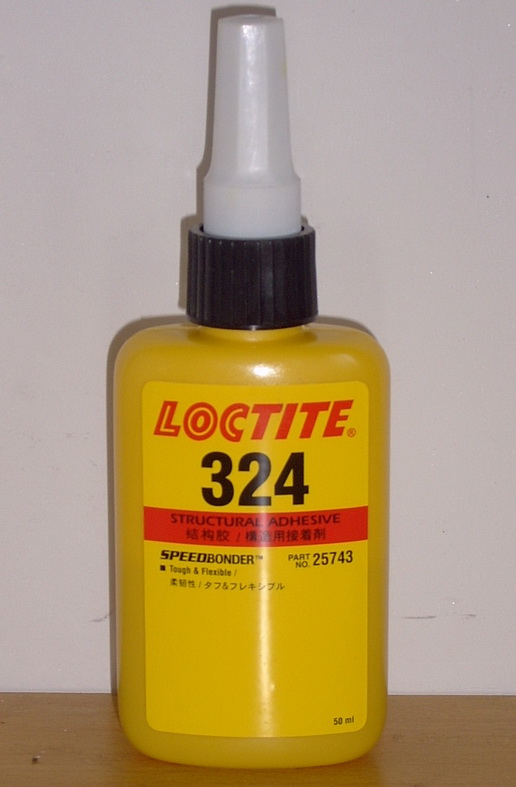 LOCTITE®
324
STRUCTURAL ADHESIVE
结构胶 / 構造用接着剤
SPEEDBONDER™ PART NO. 25743
■ Tough & Flexible /
柔韧性 / タフ&フレキシブル
50 ml